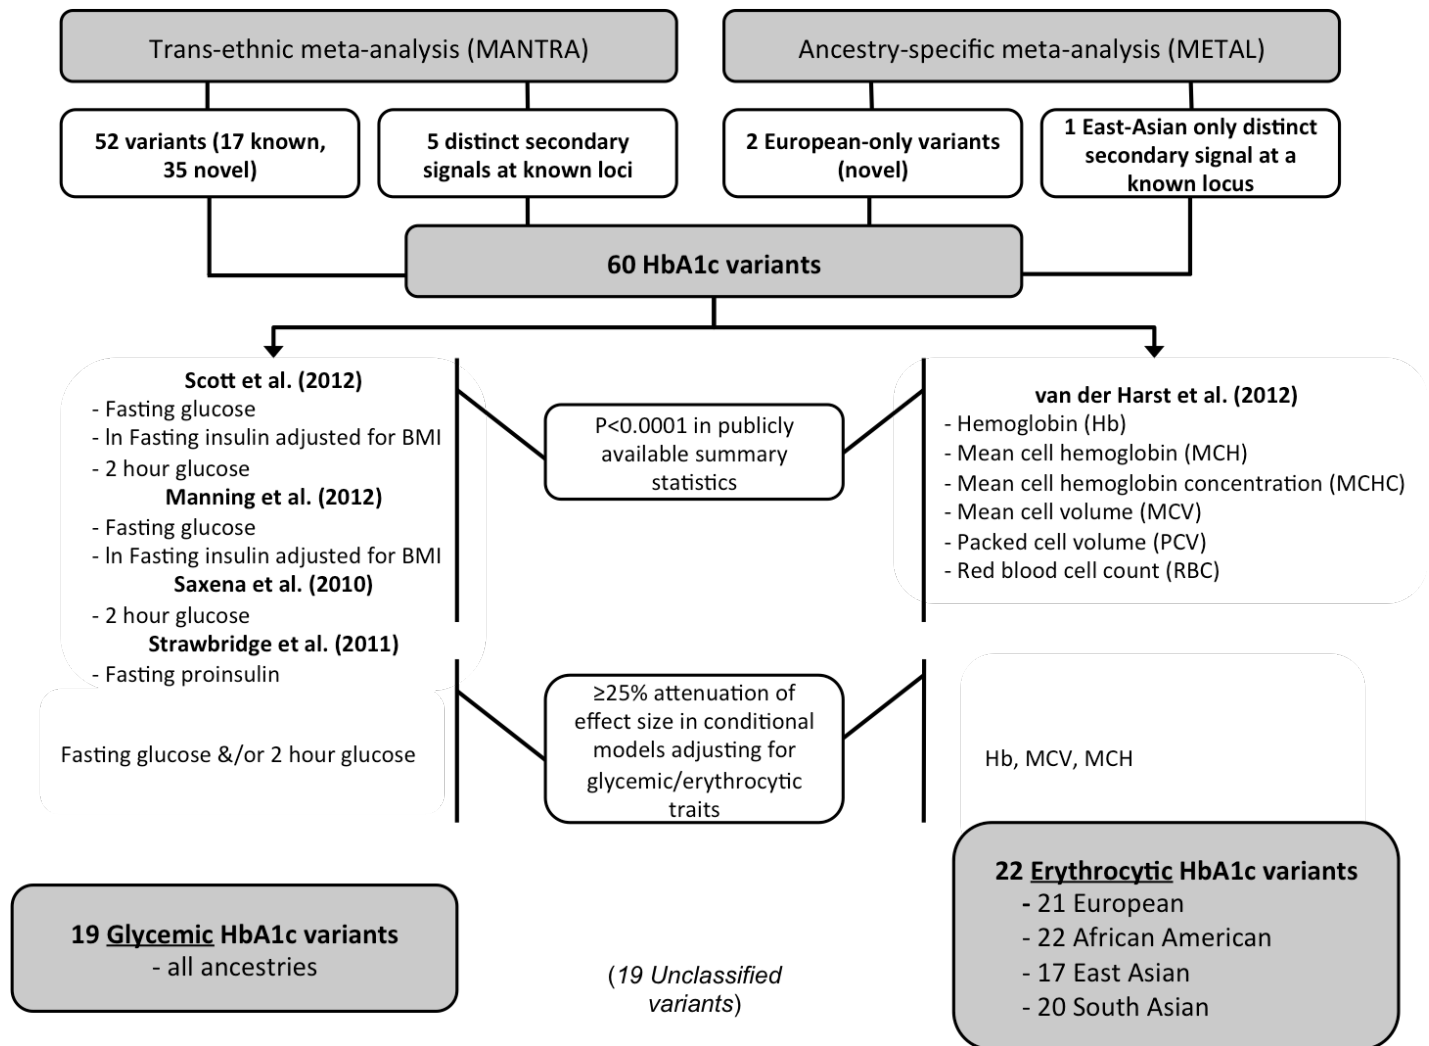 Trans-ethnic meta-analysis (MANTRA)
Ancestry-specific meta-analysis (METAL)
52 variants (17 known,
35 novel)
5 distinct secondary
signals at known loci
2 European-only variants
(novel)
1 East-Asian only distinct
secondary signal at a
known locus
60 HbA1c variants
Scott et al. (2012)
- Fasting glucose
- ln Fasting insulin adjusted for BMI
- 2 hour glucose
Manning et al. (2012)
- Fasting glucose
- ln Fasting insulin adjusted for BMI
Saxena et al. (2010)
- 2 hour glucose
Strawbridge et al. (2011)
- Fasting proinsulin
P<0.0001 in publicly
available summary
statistics
van der Harst et al. (2012)
- Hemoglobin (Hb)
- Mean cell hemoglobin (MCH)
- Mean cell hemoglobin concentration (MCHC)
- Mean cell volume (MCV)
- Packed cell volume (PCV)
- Red blood cell count (RBC)
Fasting glucose &/or 2 hour glucose
≥25% attenuation of
effect size in conditional
models adjusting for
glycemic/erythrocytic
traits
Hb, MCV, MCH
19 Glycemic HbA1c variants
- all ancestries
(19 Unclassified
variants)
22 Erythrocytic HbA1c variants
- 21 European
- 22 African American
- 17 East Asian
- 20 South Asian